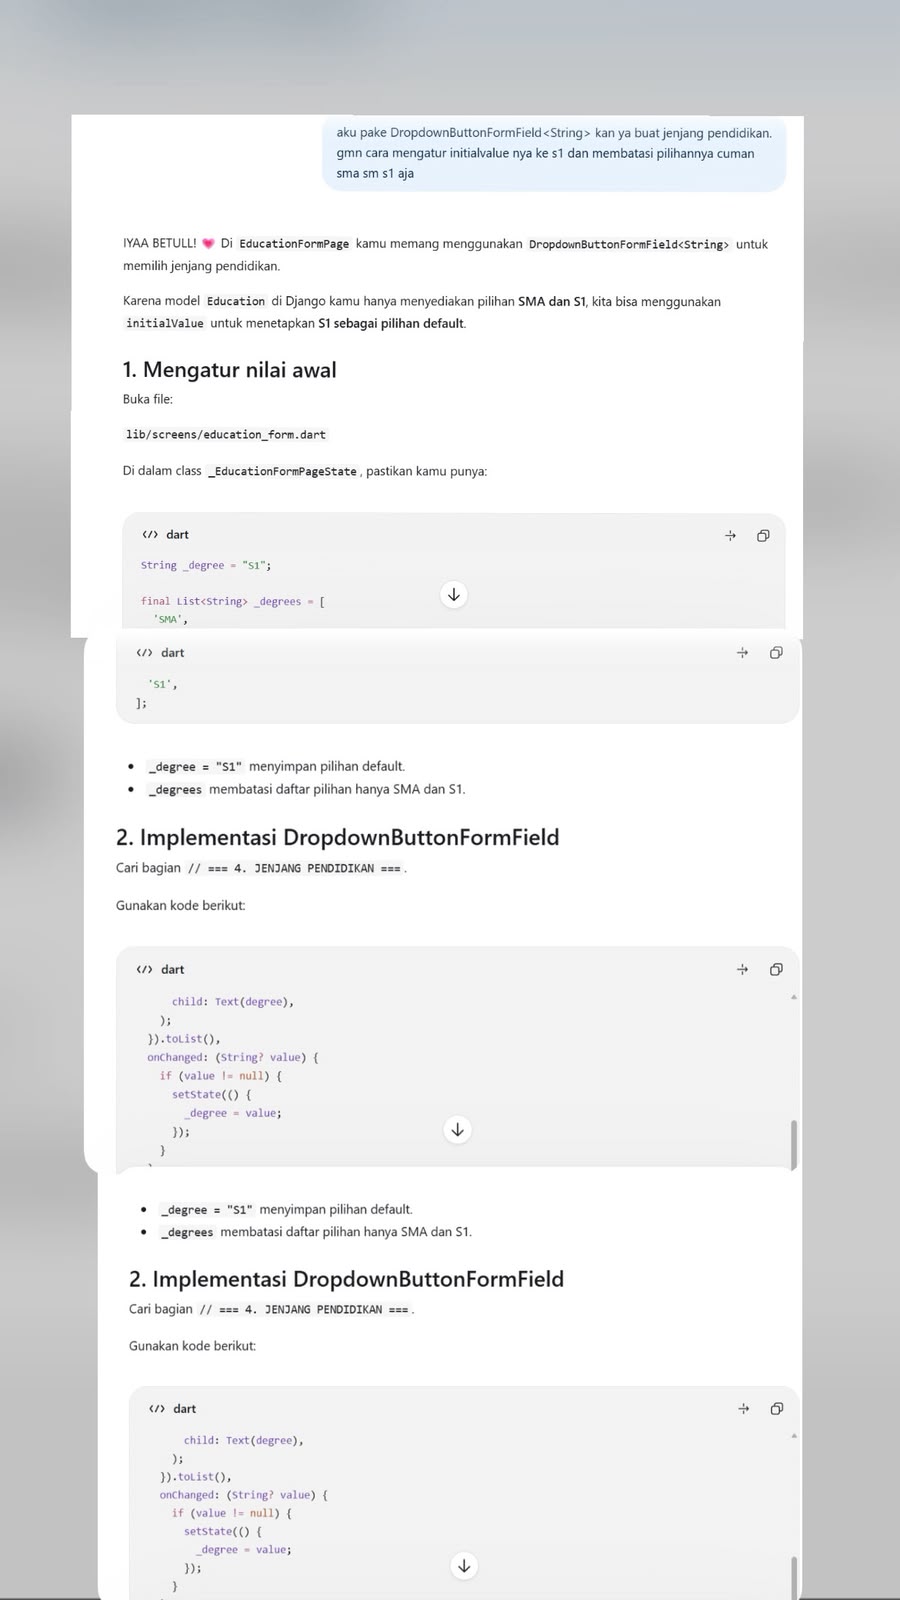 aku pake DropdownButtonFormField<String> kan ya buat jenjang pendidikan.
gmn cara mengatur initialvalue nya ke s1 dan membatasi pilihannya cuman
sma sm s1 aja
IYAA BETULL! 💗 Di EducationFormPage kamu memang menggunakan DropdownButtonFormField<String> untuk
memilih jenjang pendidikan.
Karena model Education di Django kamu hanya menyediakan pilihan SMA dan S1, kita bisa menggunakan
initialValue untuk menetapkan S1 sebagai pilihan default.
1. Mengatur nilai awal
Buka file:
lib/screens/education_form.dart
Di dalam class _EducationFormPageState, pastikan kamu punya:
dart
String _degree = "S1";
final List<String> _degrees = [
'SMA',
dart
'S1',
];
• _degree = "S1" menyimpan pilihan default.
• _degrees membatasi daftar pilihan hanya SMA dan S1.
2. Implementasi DropdownButtonFormField
Cari bagian // === 4. JENJANG PENDIDIKAN ===.
Gunakan kode berikut:
dart
child: Text(degree),
);
}).toList(),
onChanged: (String? value) {
if (value != null) {
setState(() {
_degree = value;
});
}
• _degree = "S1" menyimpan pilihan default.
• _degrees membatasi daftar pilihan hanya SMA dan S1.
2. Implementasi DropdownButtonFormField
Cari bagian // === 4. JENJANG PENDIDIKAN ===.
Gunakan kode berikut:
dart
child: Text(degree),
);
}).toList(),
onChanged: (String? value) {
if (value != null) {
setState(() {
_degree = value;
});
}